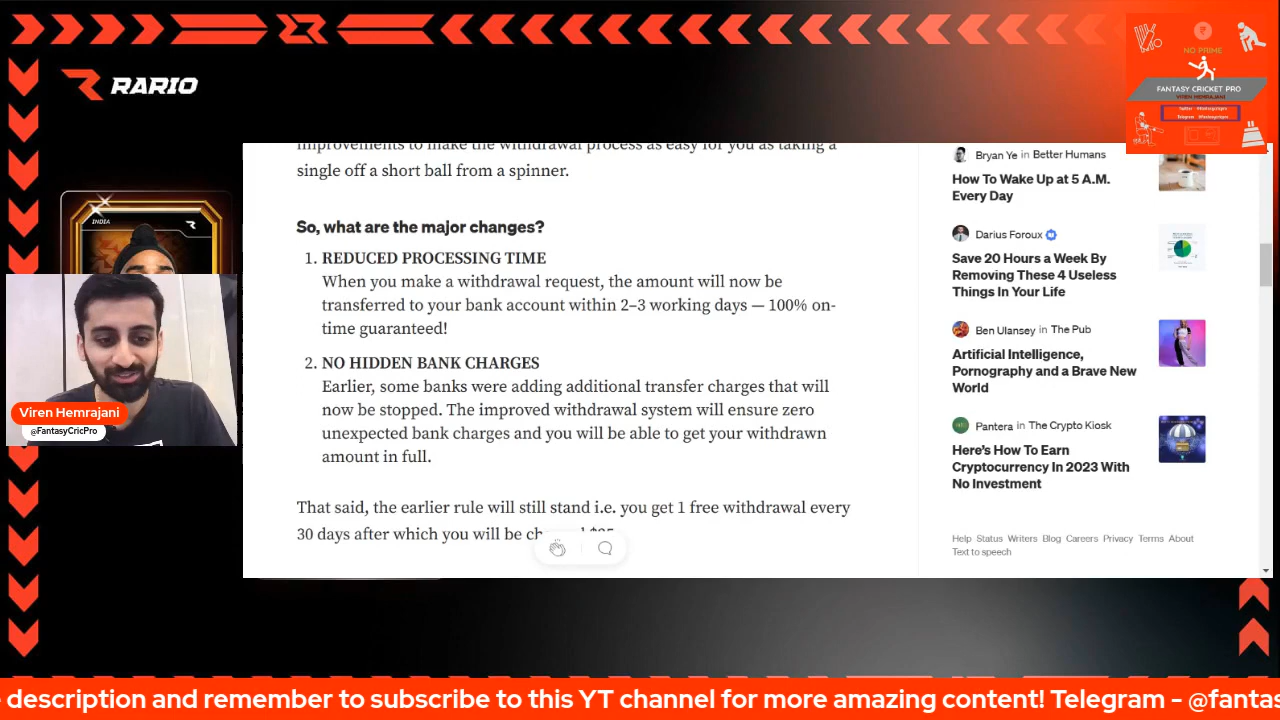 RARIO
NO PRIME
FANTASY CRICKET PRO
VIREN HEMRAJANI
INDIA
improvements to make the withdrawal process as easy for you as taking a
single off a short ball from a spinner.
So, what are the major changes?
1. REDUCED PROCESSING TIME
When you make a withdrawal request, the amount will now be
transferred to your bank account within 2–3 working days — 100% on-
time guaranteed!
2. NO HIDDEN BANK CHARGES
Earlier, some banks were adding additional transfer charges that will
now be stopped. The improved withdrawal system will ensure zero
unexpected bank charges and you will be able to get your withdrawn
amount in full.
That said, the earlier rule will still stand i.e. you get 1 free withdrawal every
30 days after which you will be
Bryan Ye in Better Humans
How To Wake Up at 5 A.M.
Every Day
Darius Foroux
Save 20 Hours a Week By
Removing These 4 Useless
Things In Your Life
Ben Ulansey in The Pub
Artificial Intelligence,
Pornography and a Brave New
World
Pantera in The Crypto Kiosk
Here's How To Earn
Cryptocurrency In 2023 With
No Investment
Help Status Writers Blog Careers Privacy Terms About
Text to speech
Viren Hemrajani
@FantasyCricPro
description and remember to subscribe to this YT channel for more amazing content! Telegram - @fantas